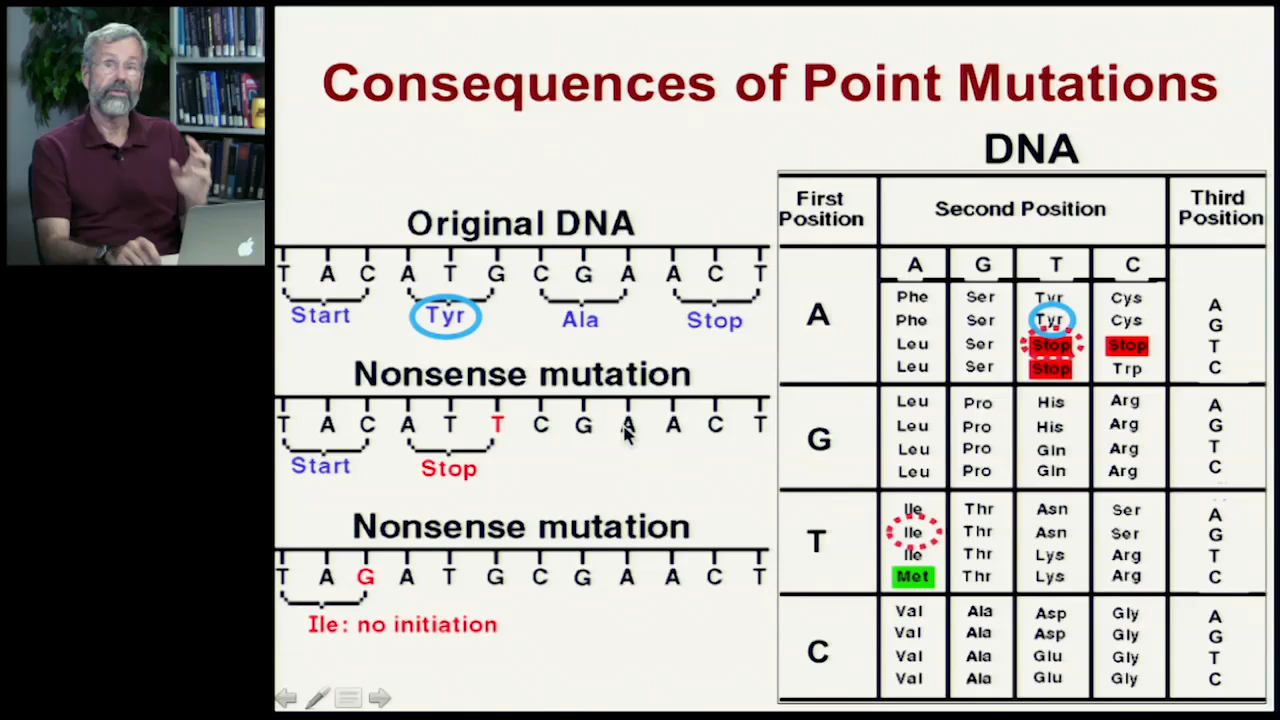 Consequences of Point Mutations
Original DNA
T A C A T G C G A A C T
Start Tyr Ala Stop
Nonsense mutation
T A C A T T C G A A C T
Start Stop
Nonsense mutation
T A G A T G C G A A C T
Ile: no initiation
DNA
First Position Second Position Third Position
A G T C
A
Phe Ser Tyr Cys A
Phe Ser Tyr Cys G
Leu Ser Stop Stop T
Leu Ser Stop Trp C
G
Leu Pro His Arg A
Leu Pro His Arg G
Leu Pro Gln Arg T
Leu Pro Gln Arg C
T
Ile Thr Asn Ser A
Ile Thr Asn Ser G
Ile Thr Lys Arg T
Met Thr Lys Arg C
C
Val Ala Asp Gly A
Val Ala Asp Gly G
Val Ala Glu Gly T
Val Ala Glu Gly C